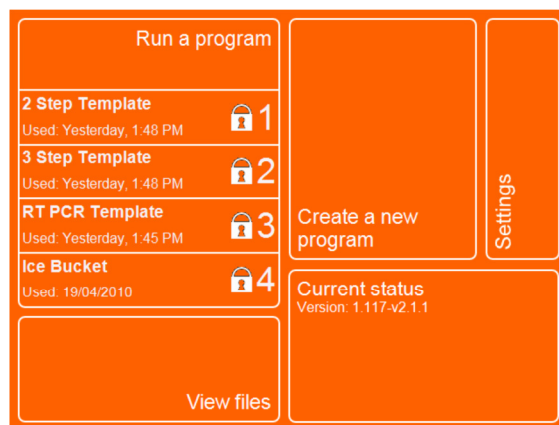 Run a program
2 Step Template
Used: Yesterday, 1:48 PM
1
3 Step Template
Used: Yesterday, 1:48 PM
2
RT PCR Template
Used: Yesterday, 1:45 PM
3
Ice Bucket
Used: 19/04/2010
4
View files
Create a new
program
Settings
Current status
Version: 1.117-v2.1.1